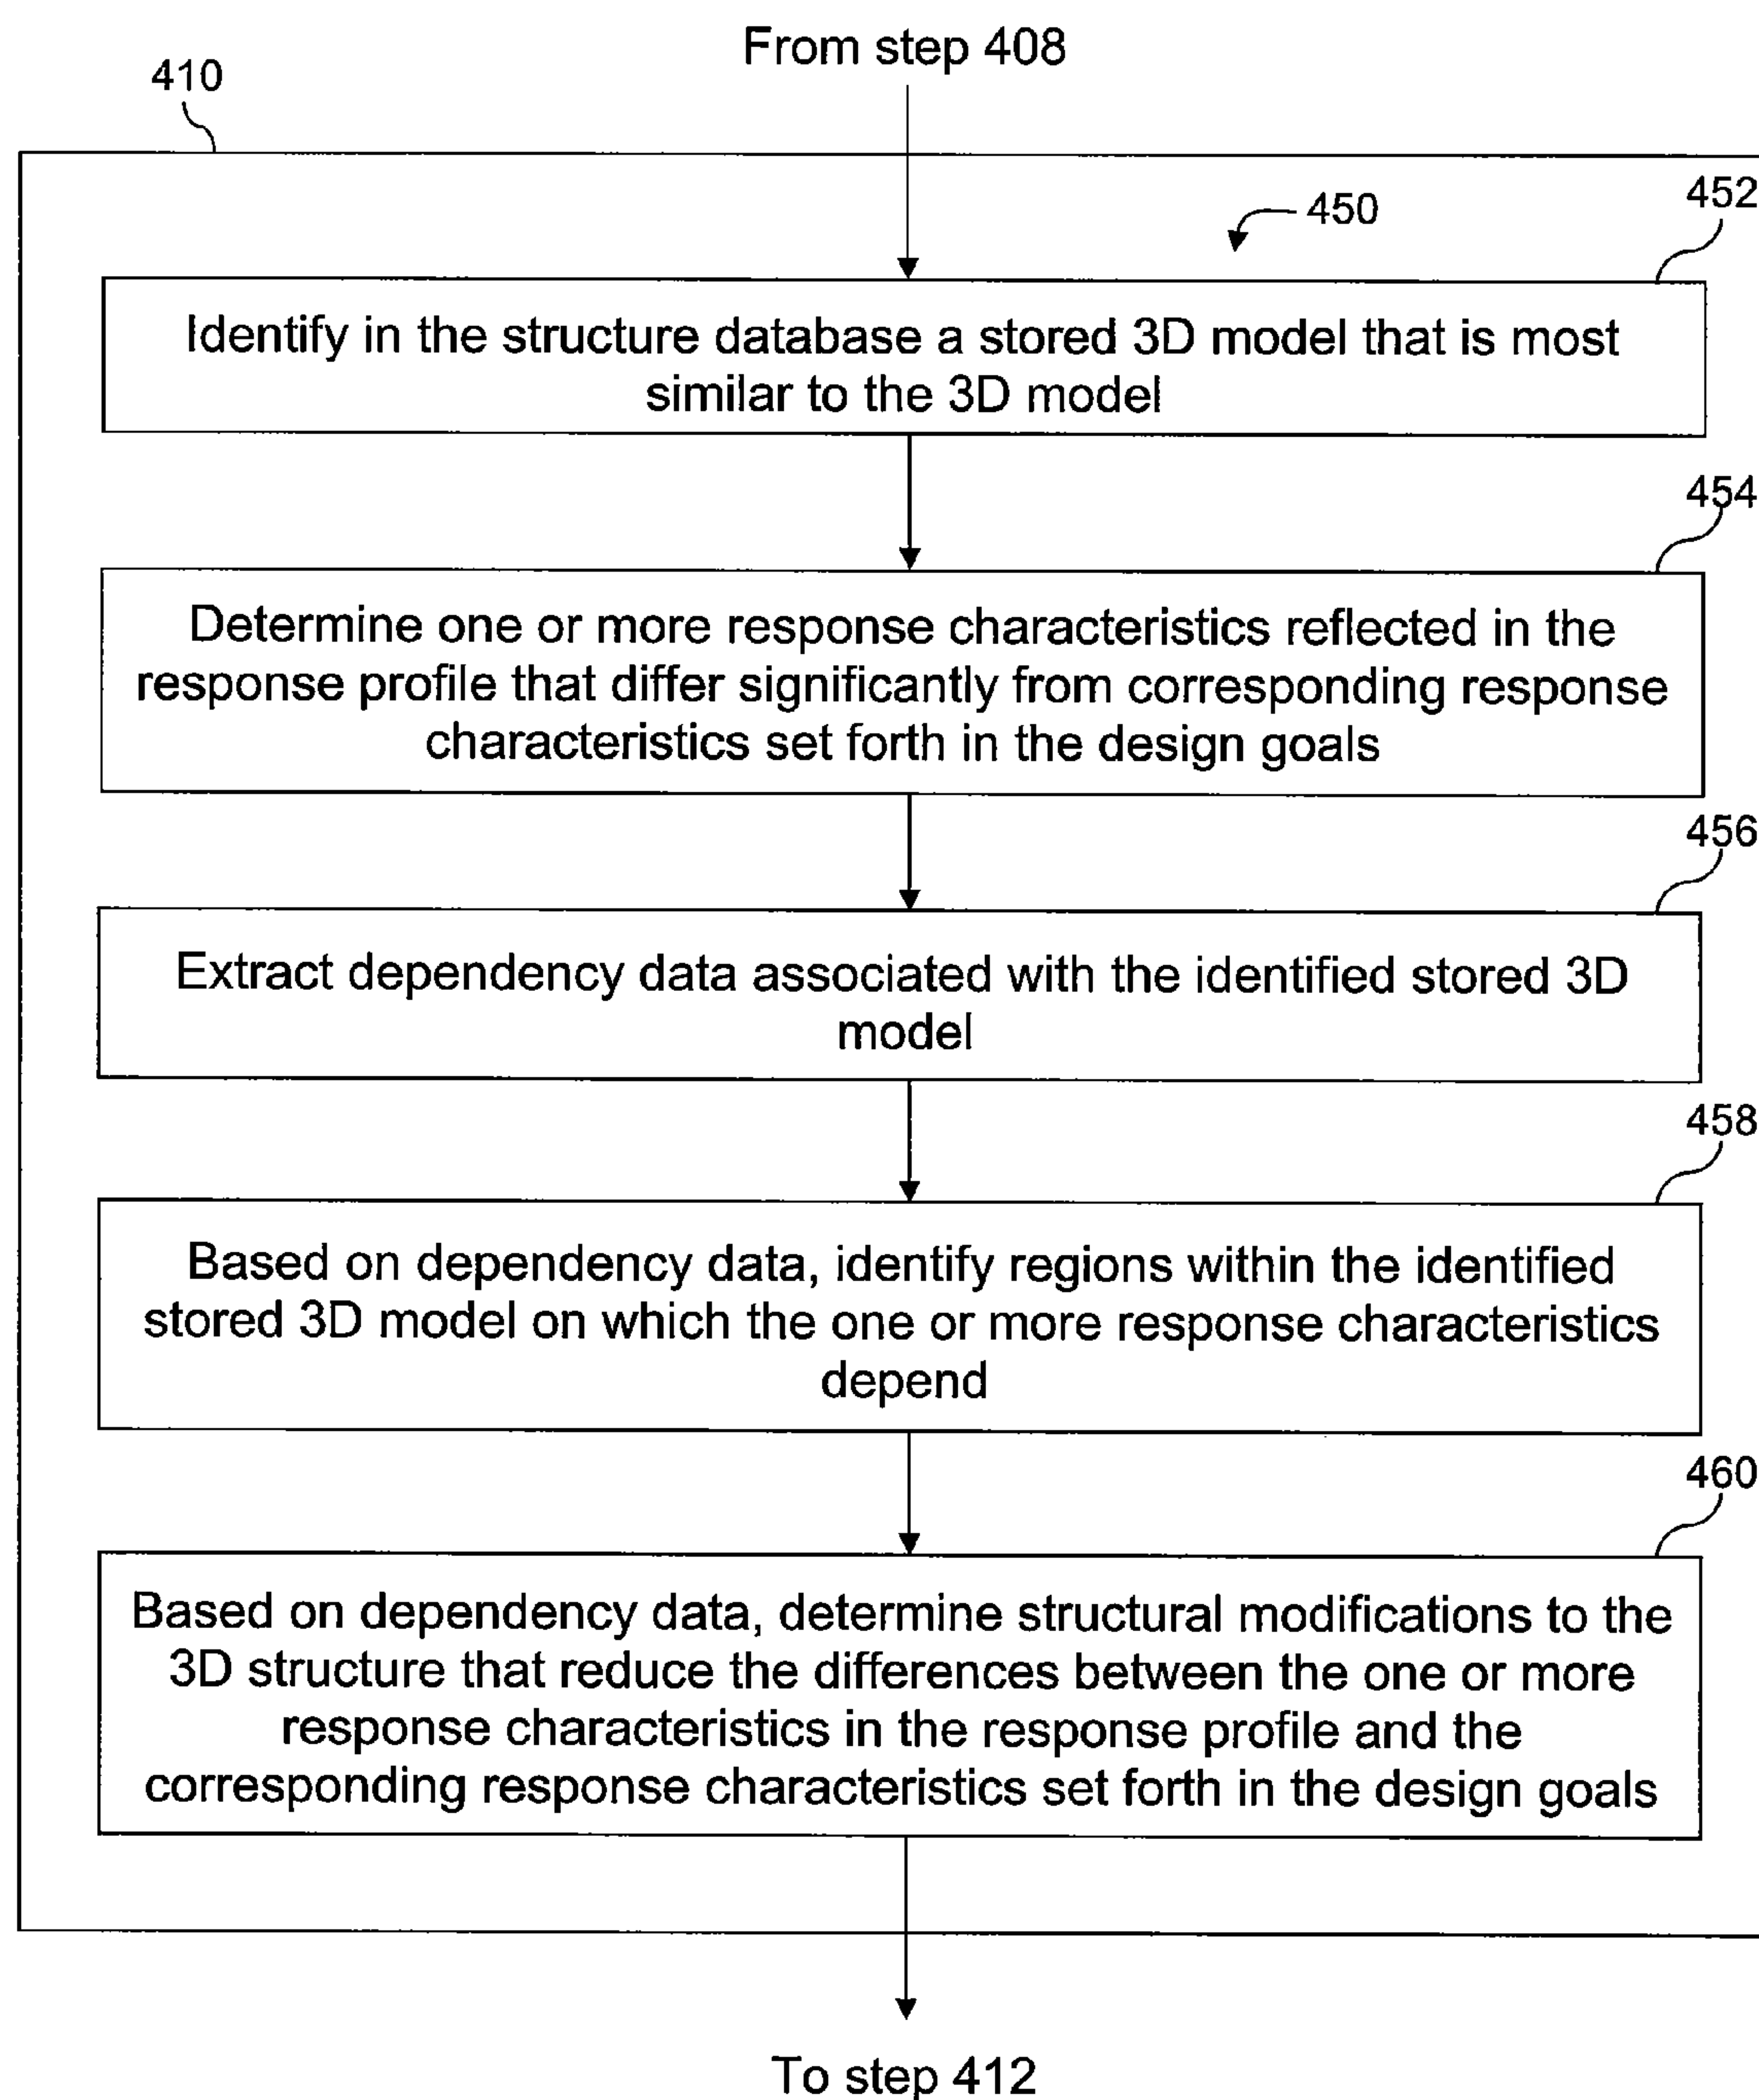 From step 408
410
452
450
Identify in the structure database a stored 3D model that is most
similar to the 3D model
454
Determine one or more response characteristics reflected in the
response profile that differ significantly from corresponding response
characteristics set forth in the design goals
456
Extract dependency data associated with the identified stored 3D
model
458
Based on dependency data, identify regions within the identified
stored 3D model on which the one or more response characteristics
depend
460
Based on dependency data, determine structural modifications to the
3D structure that reduce the differences between the one or more
response characteristics in the response profile and the
corresponding response characteristics set forth in the design goals
To step 412